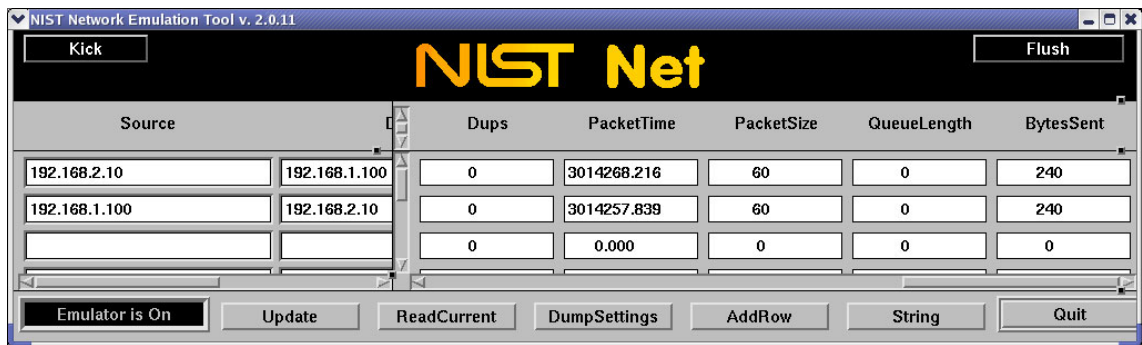 NIST Network Emulation Tool v. 2.0.11
Kick NIST Net Flush
Source D Dups PacketTime PacketSize QueueLength BytesSent
192.168.2.10 192.168.1.100 0 3014268.216 60 0 240
192.168.1.100 192.168.2.10 0 3014257.839 60 0 240
0 0.000 0 0 0
Emulator is On Update ReadCurrent DumpSettings AddRow String Quit